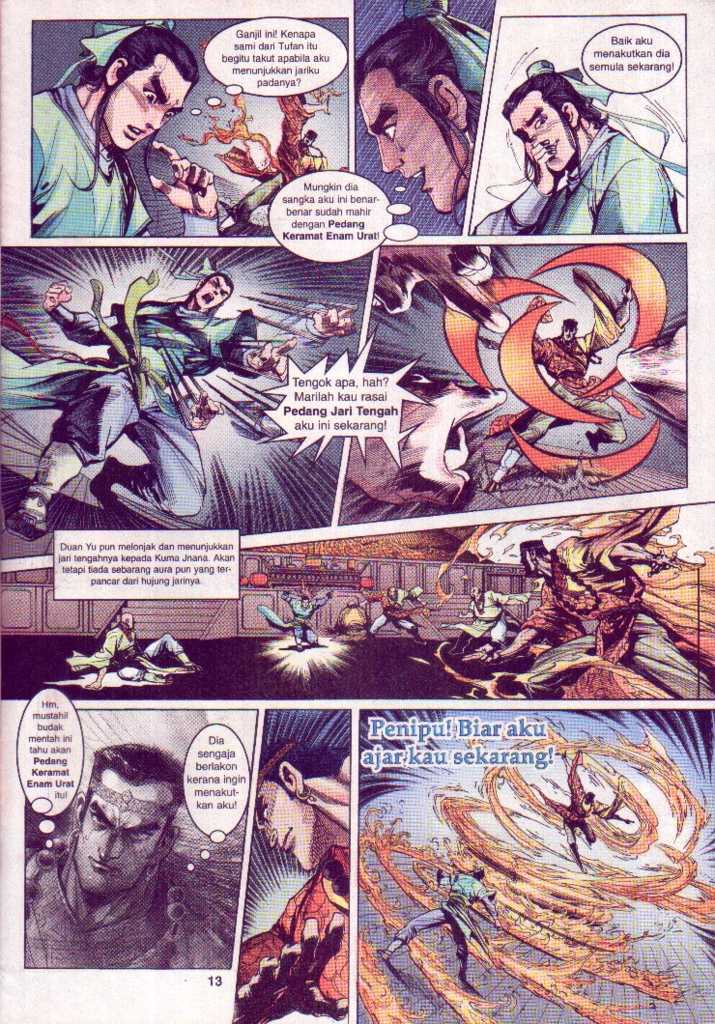 Ganjil ini! Kenapa
sami dari Tufan itu
begitu takut apabila aku
menunjukkan jariku
padanya?
Mungkin dia
sangka aku ini benar-
benar sudah mahir
dengan Pedang
Keramat Enam Urat!
Baik aku
menakutkan dia
semula sekarang!
Tengok apa, hah?
Marilah kau rasai
Pedang Jari Tengah
aku ini sekarang!
Duan Yu pun melonjak dan menunjukkan
jari tengahnya kepada Kuma Jnana. Akan
tetapi tiada sebarang aura pun yang ter-
pancar dari hujung jarinya.
Hm,
mustahil
budak
mentah ini
tahu akan
Pedang
Keramat
Enam Urat
itu!
Dia
sengaja
berlakon
kerana ingin
menakut-
kan aku!
Penipu! Biar aku
ajar kau sekarang!
13